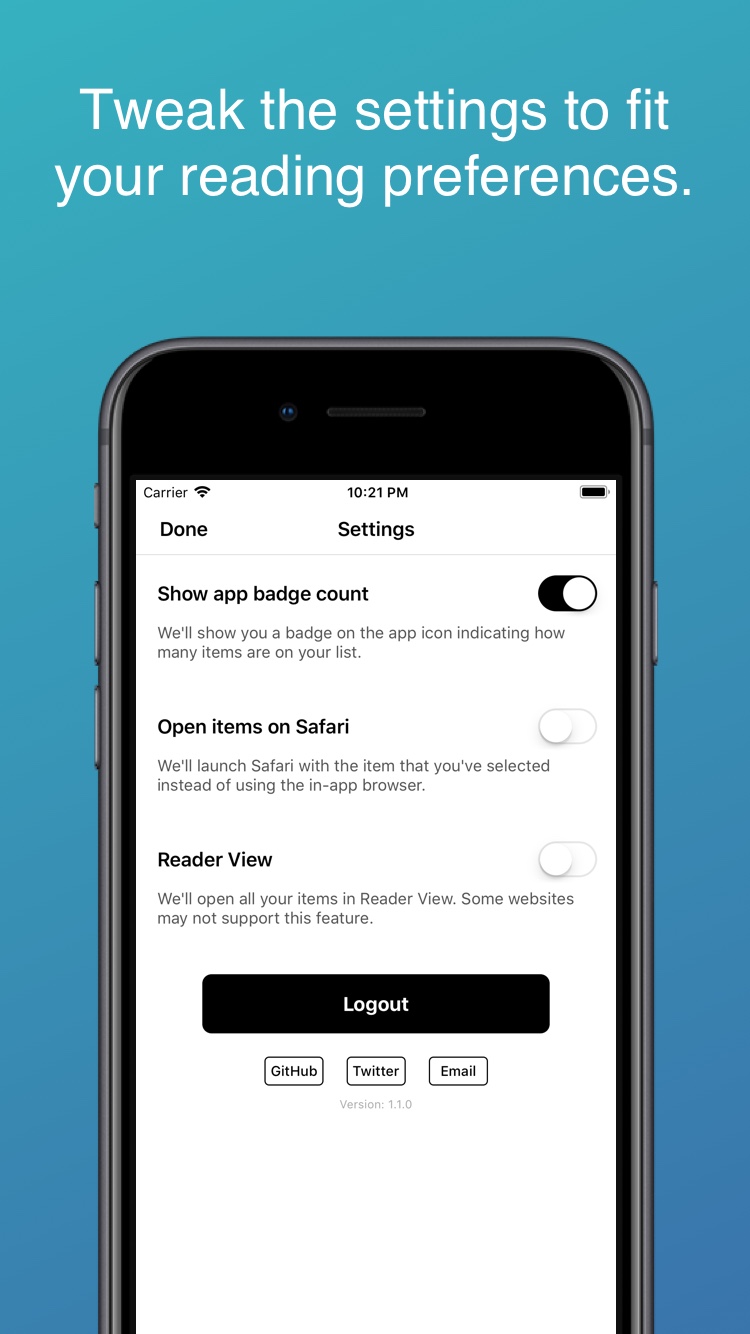 Tweak the settings to fit
your reading preferences.
Carrier 10:21 PM
Done Settings
Show app badge count
We'll show you a badge on the app icon indicating how
many items are on your list.
Open items on Safari
We'll launch Safari with the item that you've selected
instead of using the in-app browser.
Reader View
We'll open all your items in Reader View. Some websites
may not support this feature.
Logout
GitHub Twitter Email
Version: 1.1.0